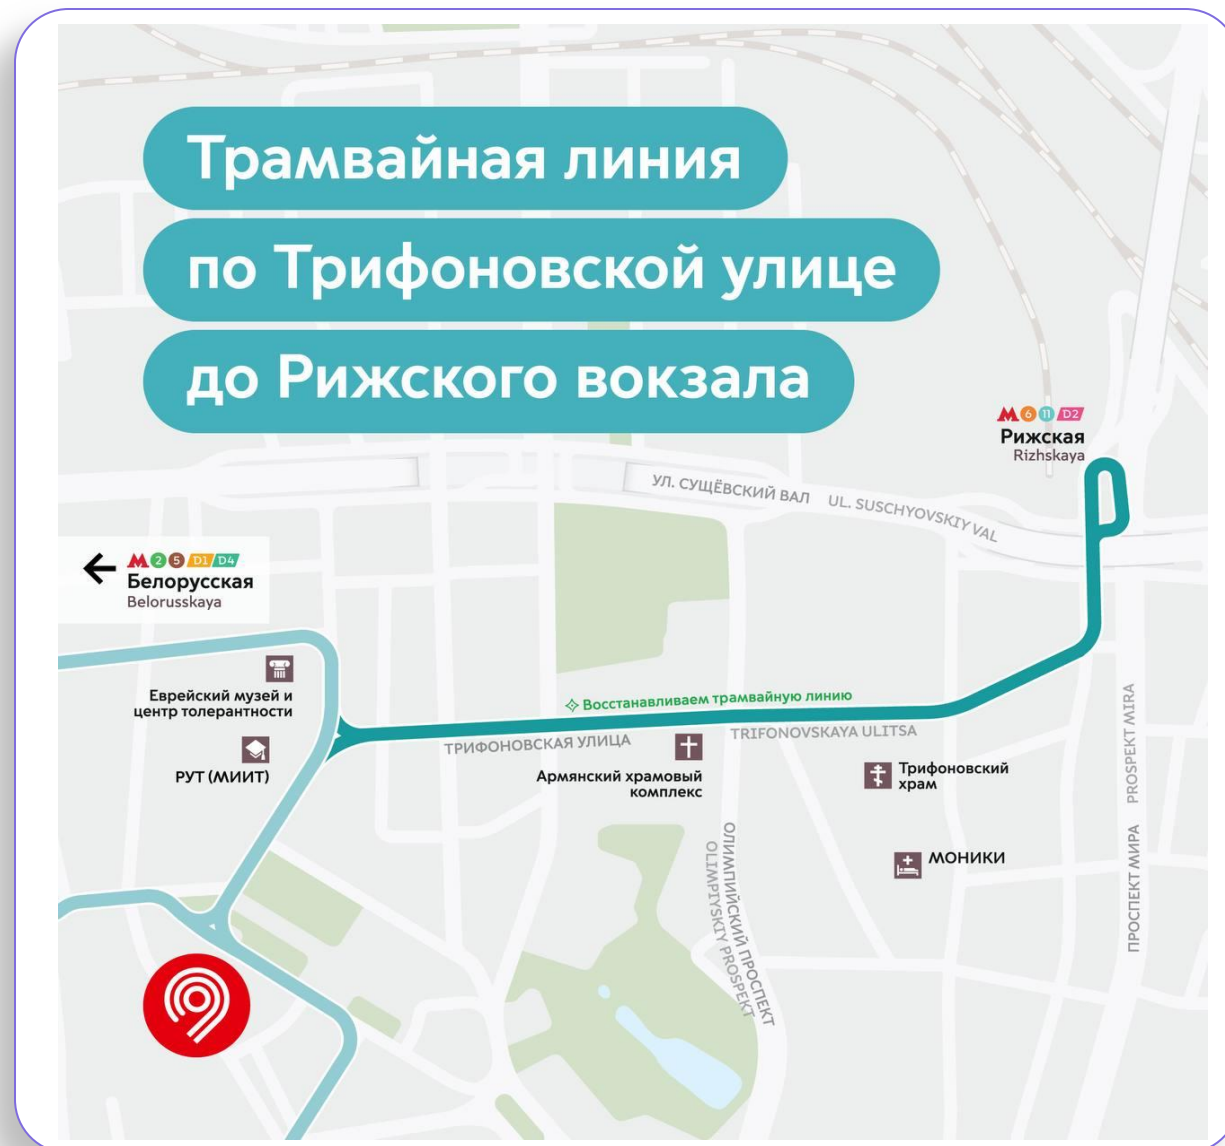 Трамвайная линия
по Трифоновской улице
до Рижского вокзала
М 6 11 D2
Рижская
Rizhskaya
УЛ. СУЩЁВСКИЙ ВАЛ UL. SUSCHYOVSKIY VAL
М 2 5 D1 D4
Белорусская
Belorusskaya
Еврейский музей и
центр толерантности
РУТ (МИИТ)
Восстанавливаем трамвайную линию
ТРИФОНОВСКАЯ УЛИЦА
TRIFONOVSKAYA ULITSA
Армянский храмовый
комплекс
Трифоновский
храм
МОНИКИ
ОЛИМПИЙСКИЙ ПРОСПЕКТ
OLIMPIYSKIY PROSPEKT
ПРОСПЕКТ МИРА PROSPEKT MIRA